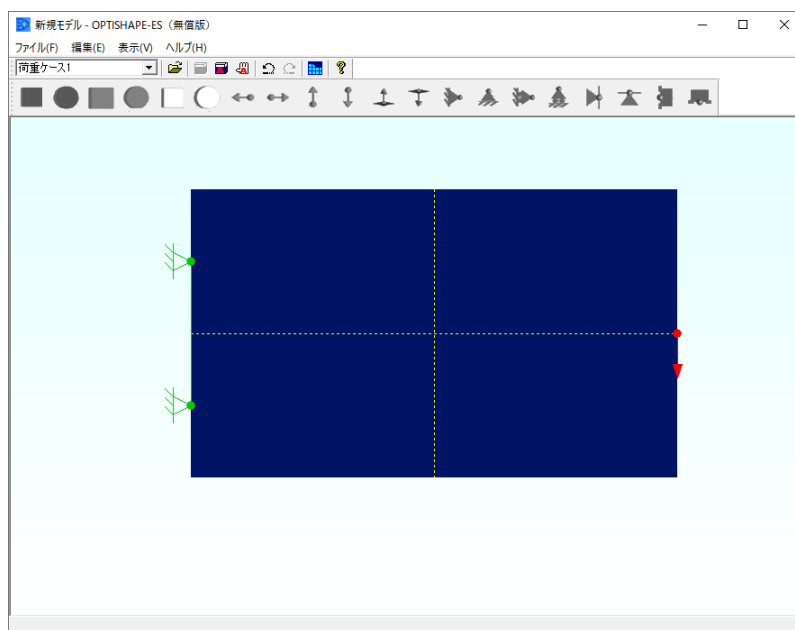 新規モデル - OPTISHAPE-ES（無償版）
ファイル(F) 編集(E) 表示(V) ヘルプ(H)
荷重ケース1